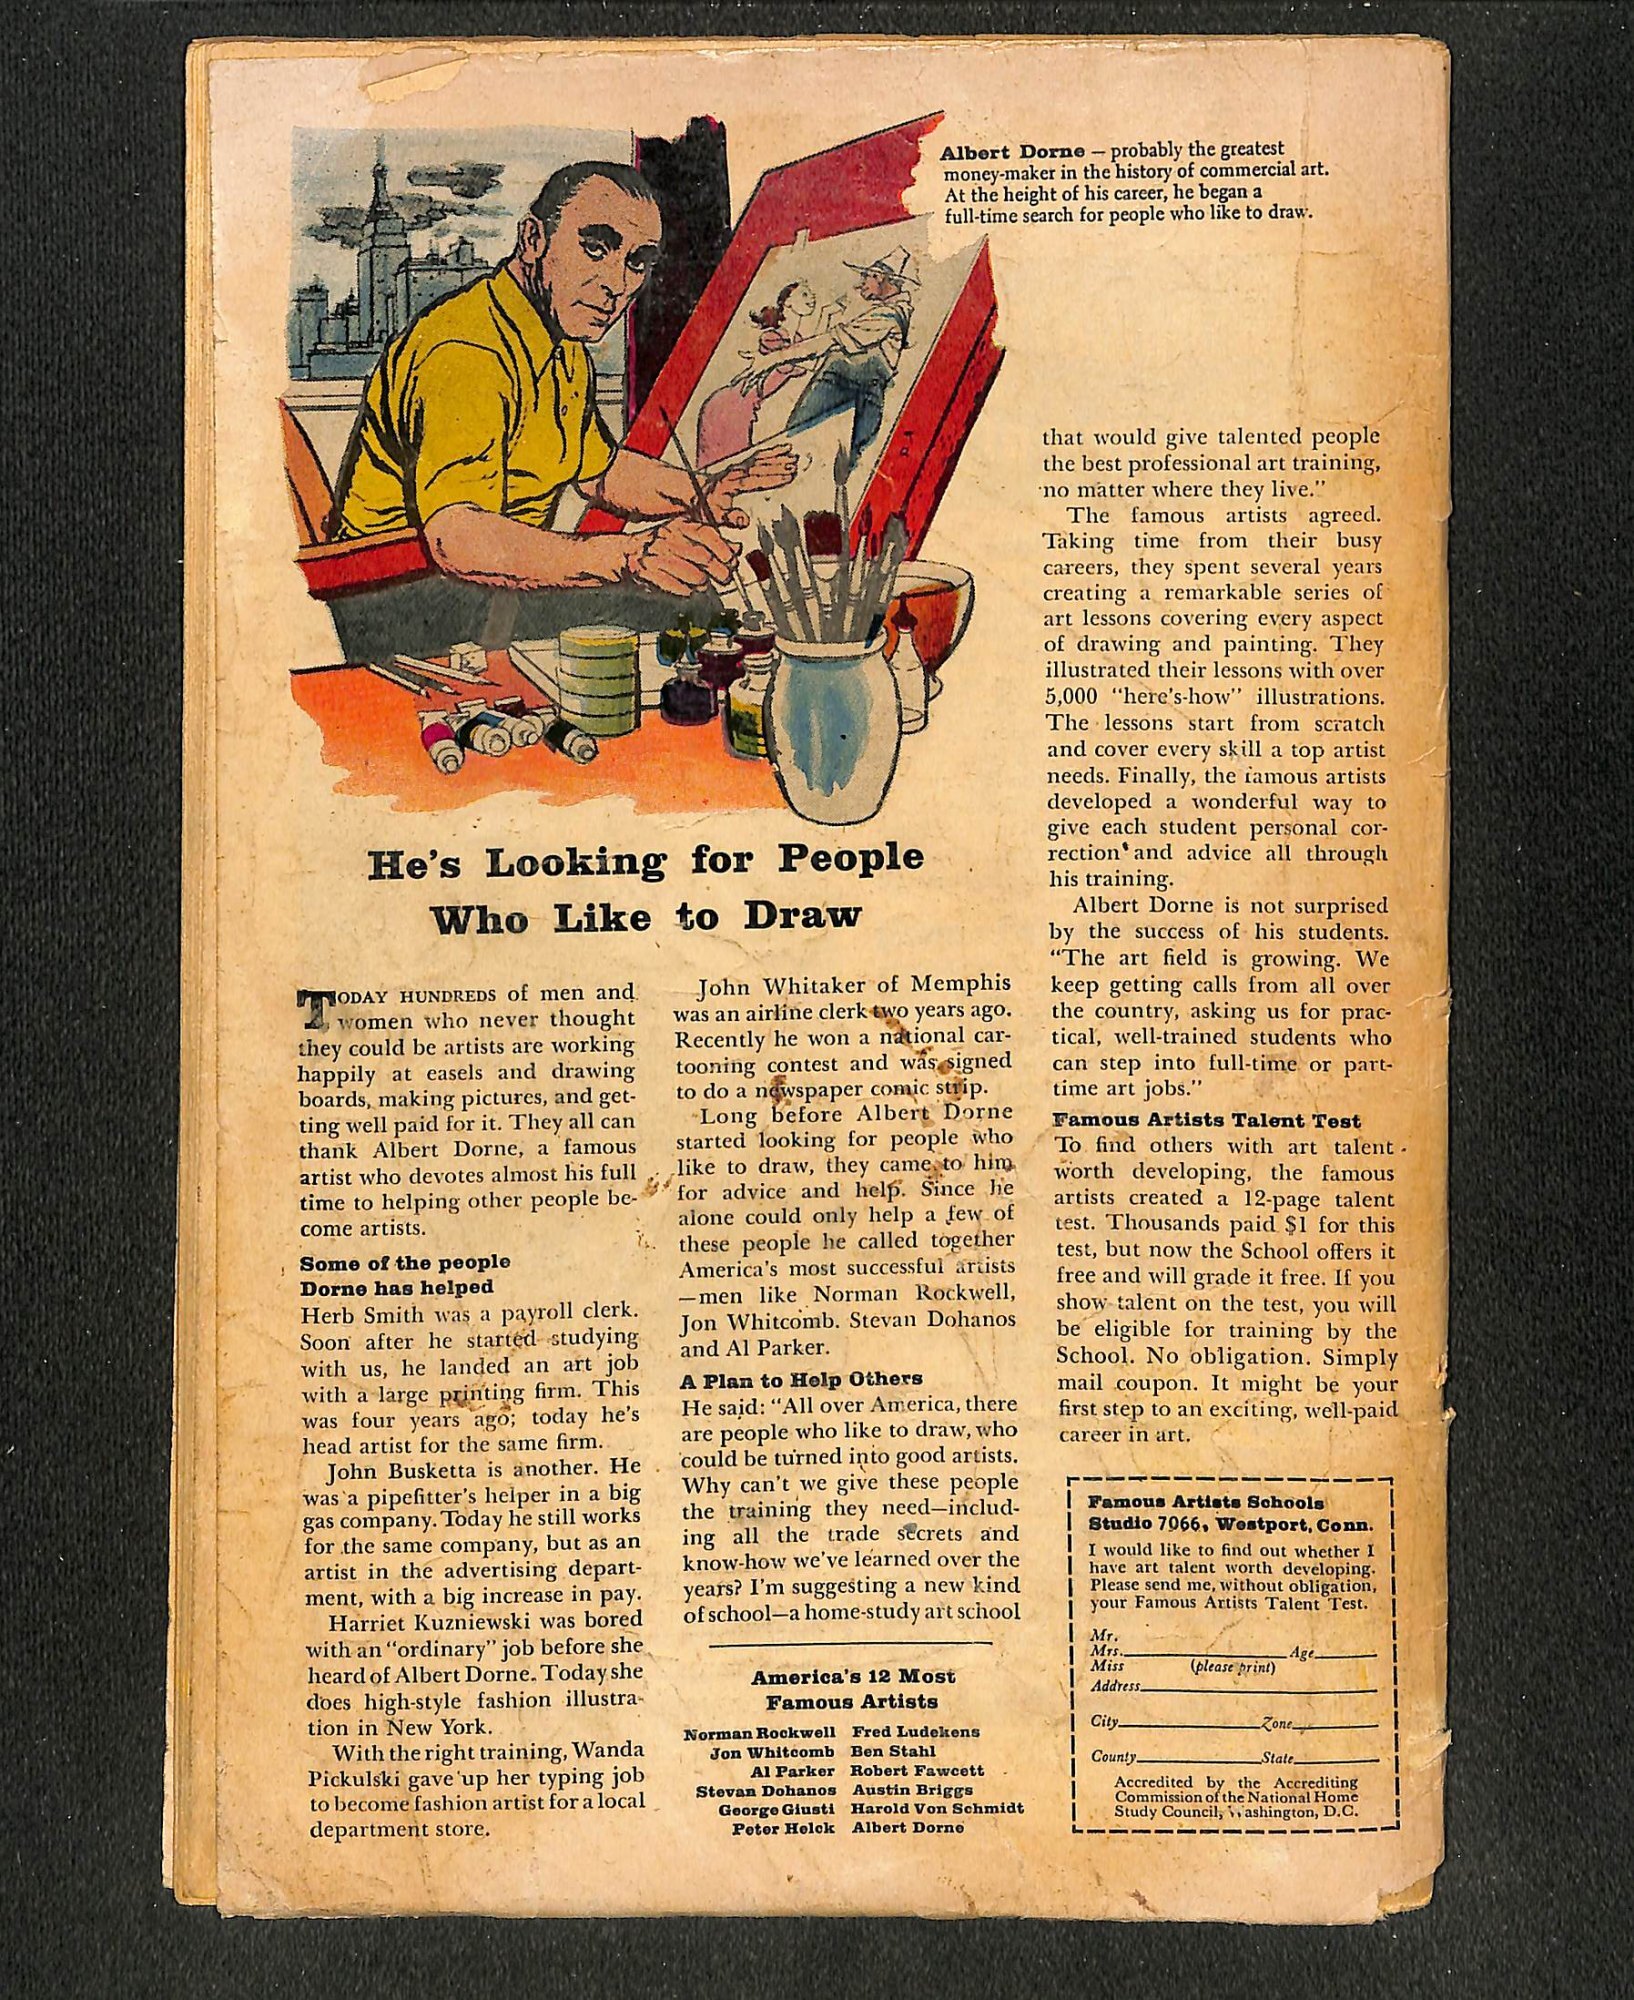 Albert Dorne — probably the greatest
money-maker in the history of commercial art.
At the height of his career, he began a
full-time search for people who like to draw.
He's Looking for People
Who Like to Draw
TODAY HUNDREDS of men and
women who never thought
they could be artists are working
happily at easels and drawing
boards, making pictures, and get-
ting well paid for it. They all can
thank Albert Dorne, a famous
artist who devotes almost his full
time to helping other people be-
come artists.
Some of the people
Dorne has helped
Herb Smith was a payroll clerk.
Soon after he started studying
with us, he landed an art job
with a large printing firm. This
was four years ago; today he's
head artist for the same firm.
John Busketta is another. He
was a pipefitter's helper in a big
gas company. Today he still works
for the same company, but as an
artist in the advertising depart-
ment, with a big increase in pay.
Harriet Kuzniewski was bored
with an "ordinary" job before she
heard of Albert Dorne. Today she
does high-style fashion illustra-
tion in New York.
With the right training, Wanda
Pickulski gave up her typing job
to become fashion artist for a local
department store.
John Whitaker of Memphis
was an airline clerk two years ago.
Recently he won a national car-
tooning contest and was signed
to do a newspaper comic strip.
Long before Albert Dorne
started looking for people who
like to draw, they came to him
for advice and help. Since he
alone could only help a few of
these people he called together
America's most successful artists
—men like Norman Rockwell,
Jon Whitcomb. Stevan Dohanos
and Al Parker.
A Plan to Help Others
He said: "All over America, there
are people who like to draw, who
could be turned into good artists.
Why can't we give these people
the training they need—includ-
ing all the trade secrets and
know-how we've learned over the
years? I'm suggesting a new kind
of school—a home-study art school
America's 12 Most
Famous Artists
Norman Rockwell Fred Ludekens
Jon Whitcomb Ben Stahl
Al Parker Robert Fawcett
Stevan Dohanos Austin Briggs
George Giusti Harold Von Schmidt
Peter Helck Albert Dorne
that would give talented people
the best professional art training,
no matter where they live."
The famous artists agreed.
Taking time from their busy
careers, they spent several years
creating a remarkable series of
art lessons covering every aspect
of drawing and painting. They
illustrated their lessons with over
5,000 "here's-how" illustrations.
The lessons start from scratch
and cover every skill a top artist
needs. Finally, the famous artists
developed a wonderful way to
give each student personal cor-
rection and advice all through
his training.
Albert Dorne is not surprised
by the success of his students.
"The art field is growing. We
keep getting calls from all over
the country, asking us for prac-
tical, well-trained students who
can step into full-time or part-
time art jobs."
Famous Artists Talent Test
To find others with art talent
worth developing, the famous
artists created a 12-page talent
test. Thousands paid $1 for this
test, but now the School offers it
free and will grade it free. If you
show talent on the test, you will
be eligible for training by the
School. No obligation. Simply
mail coupon. It might be your
first step to an exciting, well-paid
career in art.
Famous Artists Schools
Studio 7066, Westport, Conn.
I would like to find out whether I
have art talent worth developing.
Please send me, without obligation,
your Famous Artists Talent Test.
Mr.
Mrs. Age
Miss (please print)
Address
City Zone
County State
Accredited by the Accrediting
Commission of the National Home
Study Council, Washington, D.C.